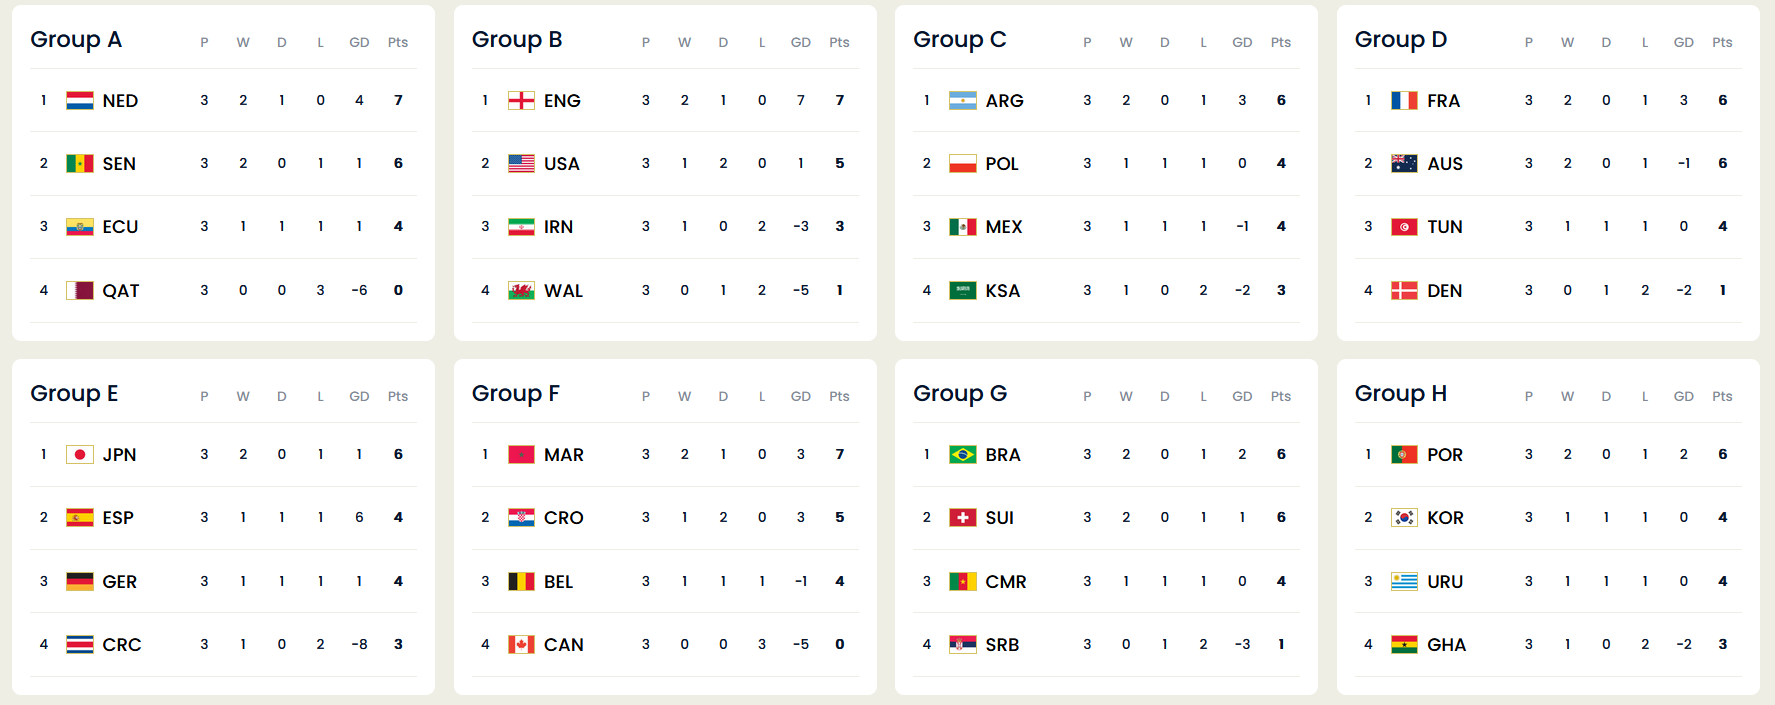 Group A P W D L GD Pts
1 NED 3 2 1 0 4 7
2 SEN 3 2 0 1 1 6
3 ECU 3 1 1 1 1 4
4 QAT 3 0 0 3 -6 0
Group B P W D L GD Pts
1 ENG 3 2 1 0 7 7
2 USA 3 1 2 0 1 5
3 IRN 3 1 0 2 -3 3
4 WAL 3 0 1 2 -5 1
Group C P W D L GD Pts
1 ARG 3 2 0 1 3 6
2 POL 3 1 1 1 0 4
3 MEX 3 1 1 1 -1 4
4 KSA 3 1 0 2 -2 3
Group D P W D L GD Pts
1 FRA 3 2 0 1 3 6
2 AUS 3 2 0 1 -1 6
3 TUN 3 1 1 1 0 4
4 DEN 3 0 1 2 -2 1
Group E P W D L GD Pts
1 JPN 3 2 0 1 1 6
2 ESP 3 1 1 1 6 4
3 GER 3 1 1 1 1 4
4 CRC 3 1 0 2 -8 3
Group F P W D L GD Pts
1 MAR 3 2 1 0 3 7
2 CRO 3 1 2 0 3 5
3 BEL 3 1 1 1 -1 4
4 CAN 3 0 0 3 -5 0
Group G P W D L GD Pts
1 BRA 3 2 0 1 2 6
2 SUI 3 2 0 1 1 6
3 CMR 3 1 1 1 0 4
4 SRB 3 0 1 2 -3 1
Group H P W D L GD Pts
1 POR 3 2 0 1 2 6
2 KOR 3 1 1 1 0 4
3 URU 3 1 1 1 0 4
4 GHA 3 1 0 2 -2 3